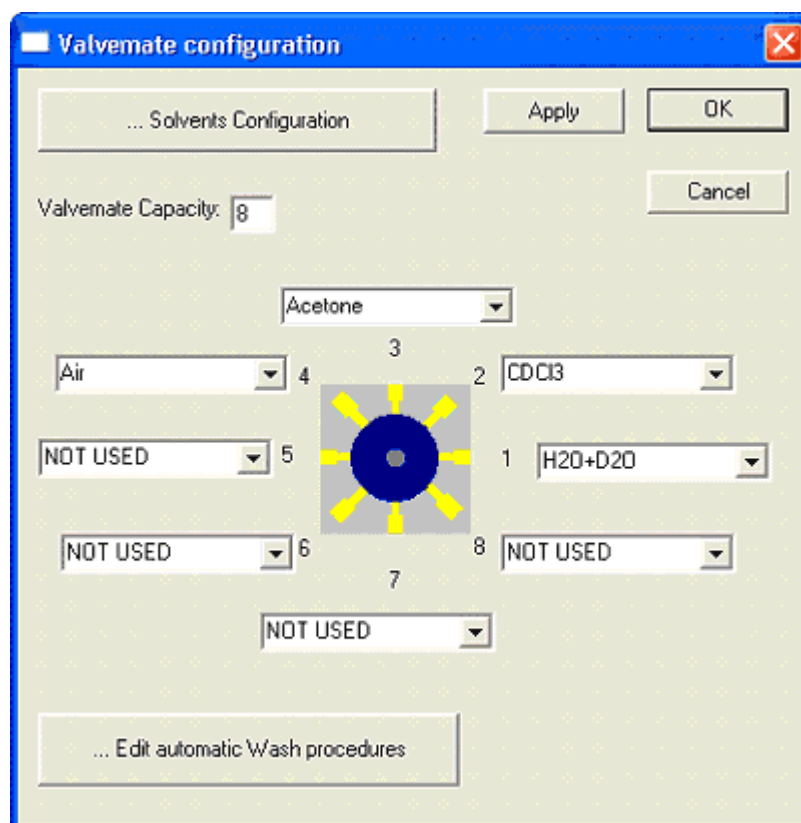 Valvemate configuration
... Solvents Configuration
Apply
OK
Cancel
Valvemate Capacity: 8
Acetone
3
Air
4
2
CDCl3
NOT USED
5
1
H2O+D2O
NOT USED
6
8
NOT USED
7
NOT USED
... Edit automatic Wash procedures